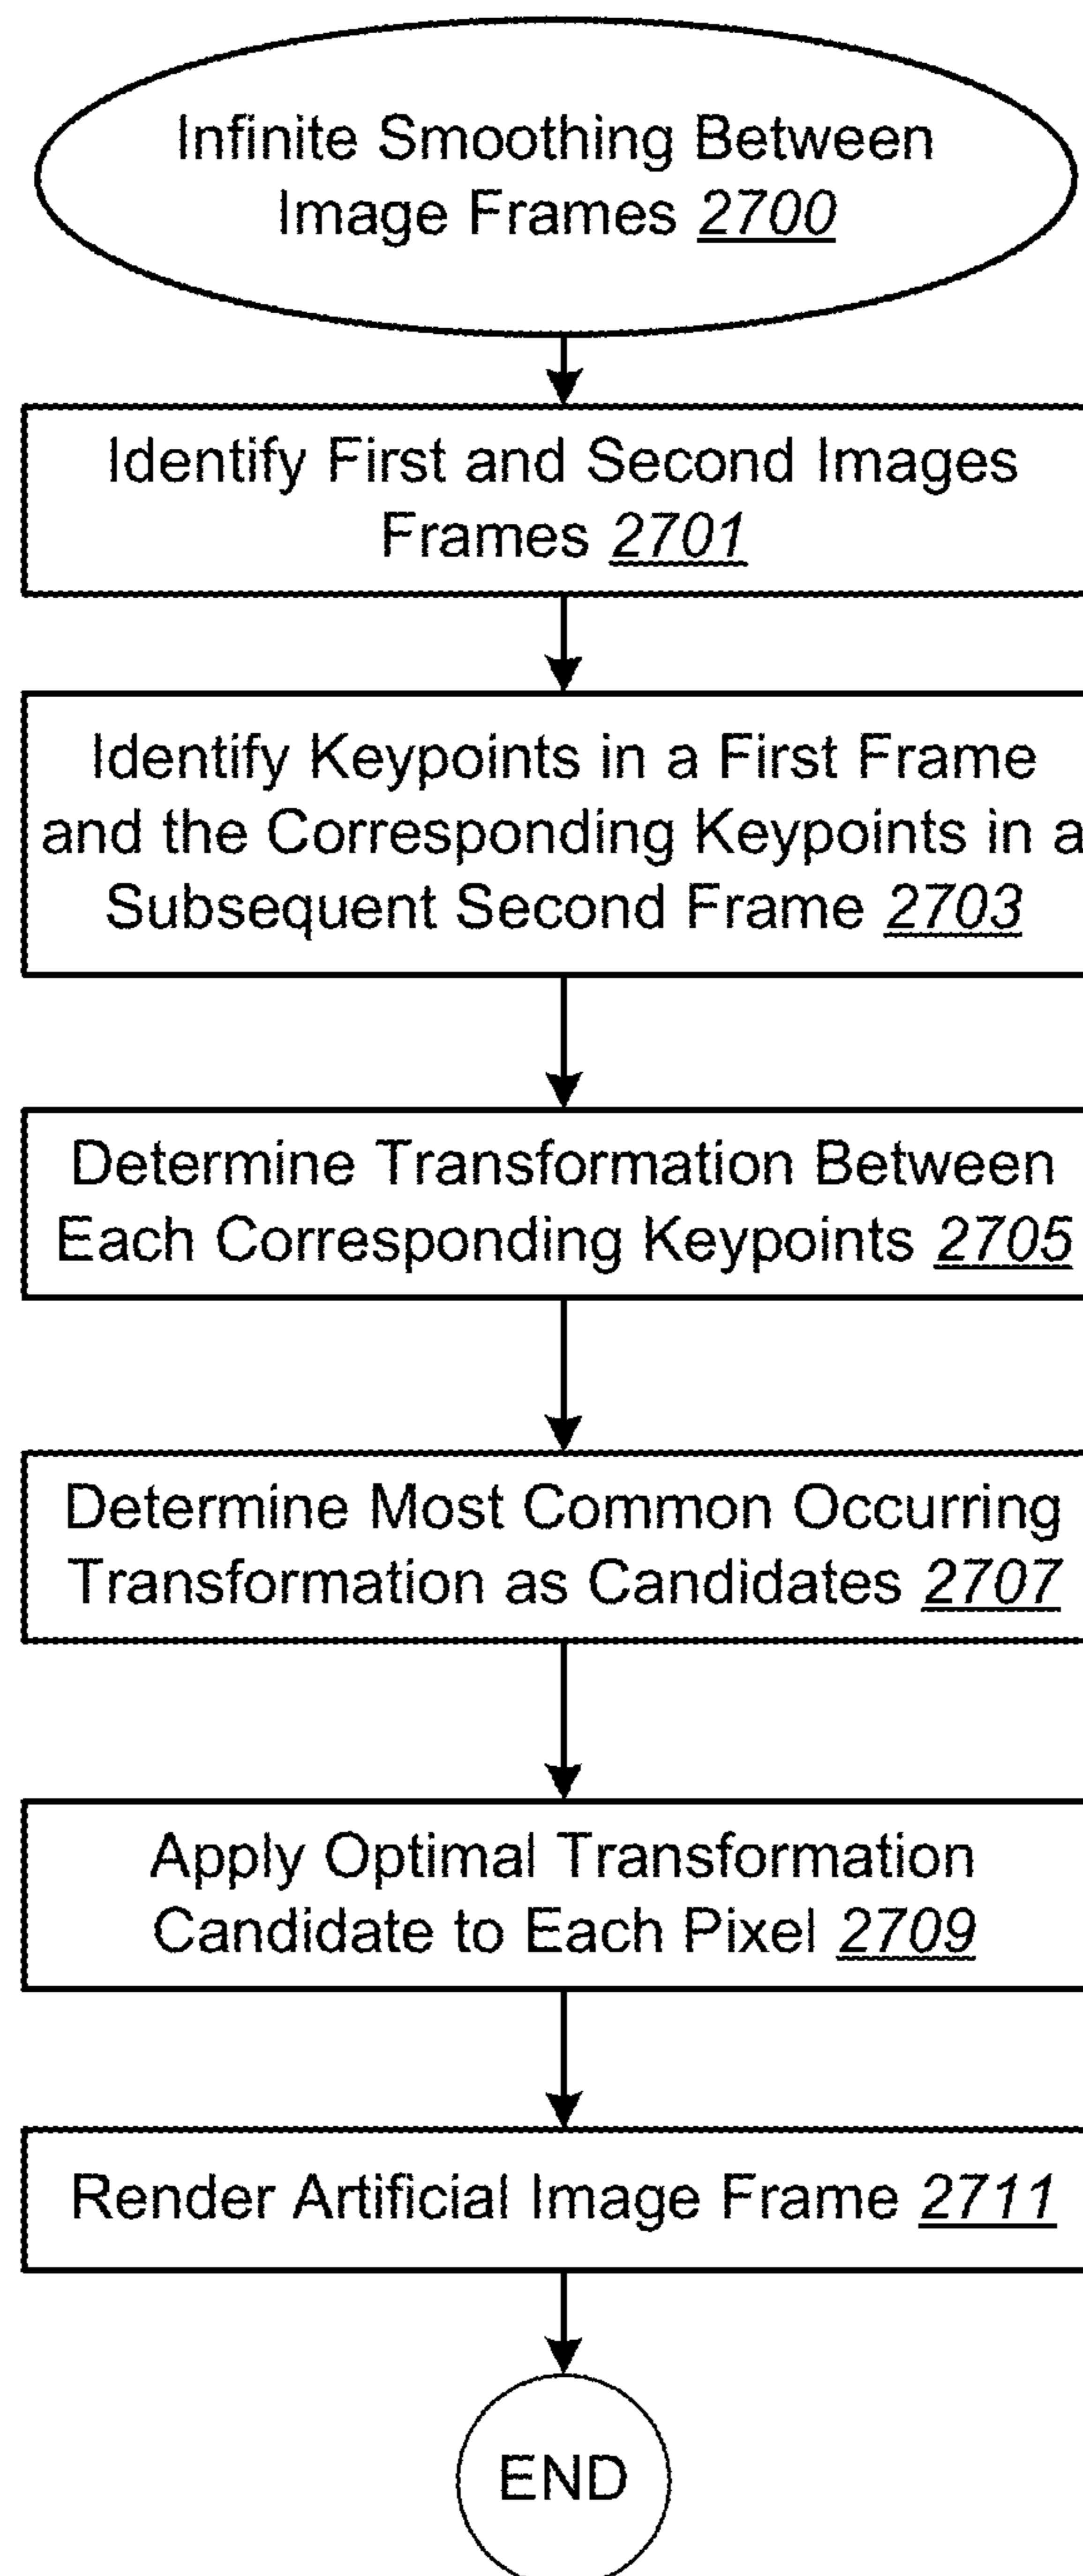 Infinite Smoothing Between
Image Frames 2700
Identify First and Second Images
Frames 2701
Identify Keypoints in a First Frame
and the Corresponding Keypoints in a
Subsequent Second Frame 2703
Determine Transformation Between
Each Corresponding Keypoints 2705
Determine Most Common Occurring
Transformation as Candidates 2707
Apply Optimal Transformation
Candidate to Each Pixel 2709
Render Artificial Image Frame 2711
END